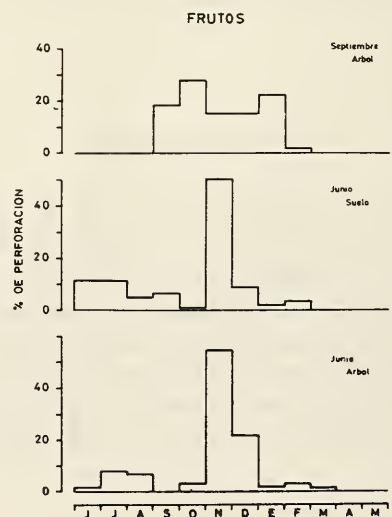 FRUTOS
Septiembre
Arbol
40
20
0
Junio
Suelo
40
20
0
% DE PERFORACION
Junio
Arbol
40
20
0
J J A S O N D E F M A M